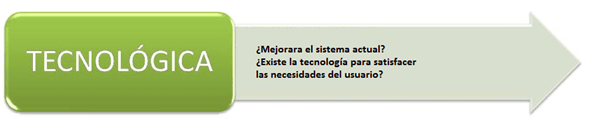 TECNOLÓGICA
¿Mejorara el sistema actual?
¿Existe la tecnología para satisfacer
las necesidades del usuario?